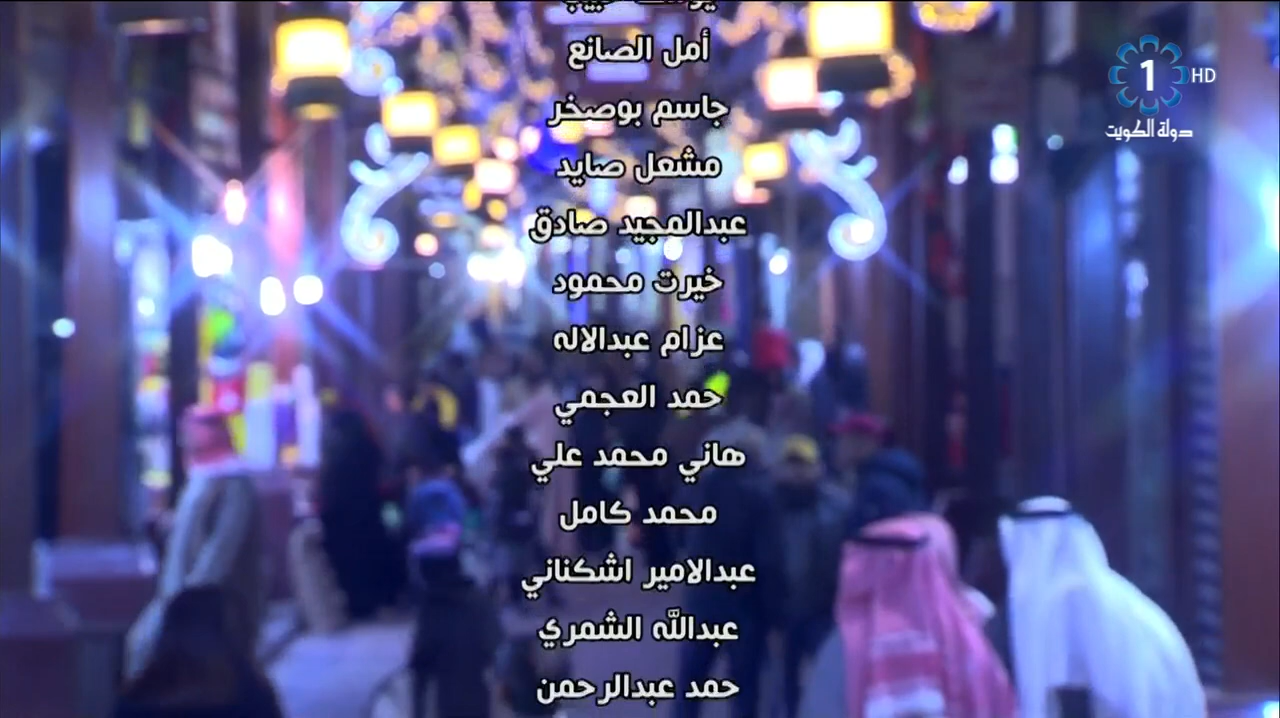 أمل الصانع
جاسم بوصخر
مشعل صايد
عبدالمجيد صادق
خيرت محمود
عزام عبدالاله
حمد العجمي
هاني محمد علي
محمد كامل
عبدالامير اشكناني
عبدالله الشمري
حمد عبدالرحمن
1 HD
دولة الكويت